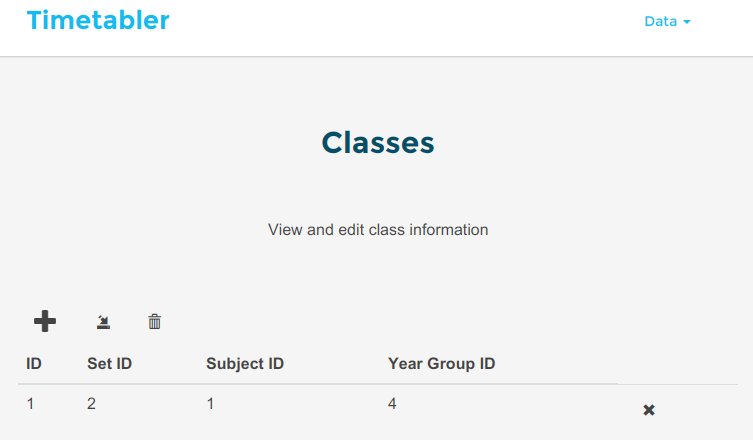 Timetabler Data
Classes
View and edit class information
ID Set ID Subject ID Year Group ID
1 2 1 4